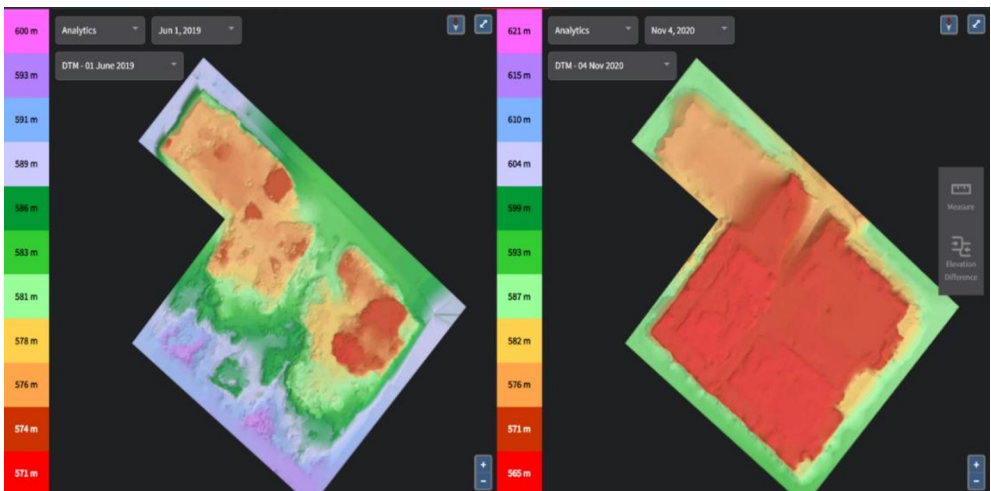 600 m
593 m
591 m
589 m
586 m
583 m
581 m
578 m
576 m
574 m
571 m
Analytics
Jun 1, 2019
DTM - 01 June 2019
+
−
621 m
615 m
610 m
604 m
599 m
593 m
587 m
582 m
576 m
571 m
565 m
Analytics
Nov 4, 2020
DTM - 04 Nov 2020
Measure
Elevation
Difference
+
−